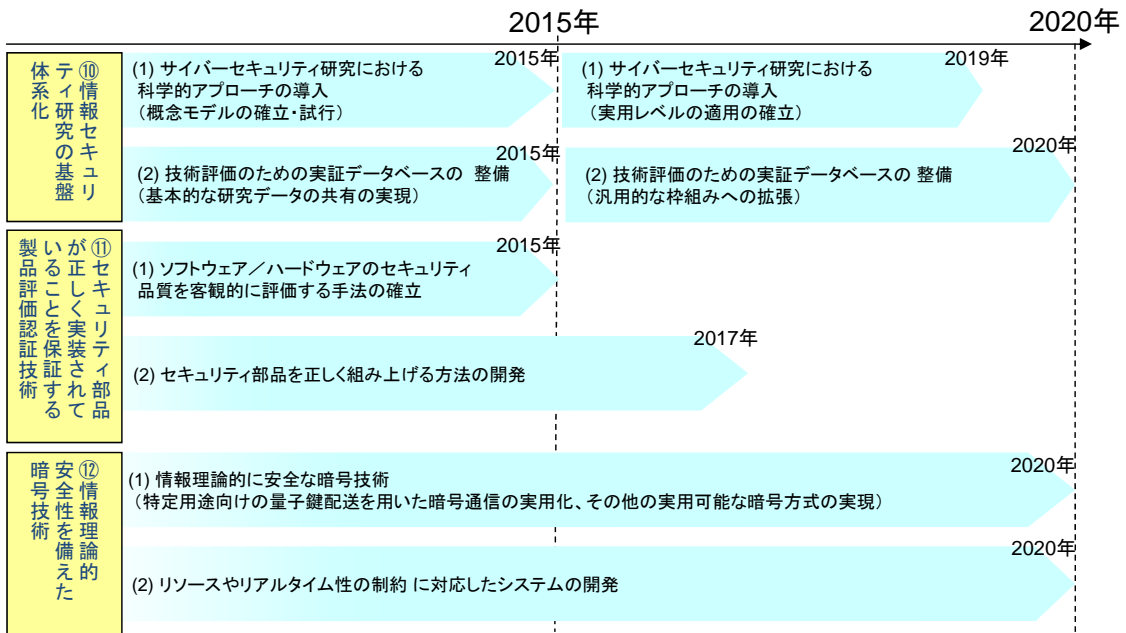 2015年
2020年
⑩情報セキュリ
ティ研究の基盤
体系化
(1) サイバーセキュリティ研究における
科学的アプローチの導入
（概念モデルの確立・試行）
2015年
(1) サイバーセキュリティ研究における
科学的アプローチの導入
（実用レベルの適用の確立）
2019年
(2) 技術評価のための実証データベースの 整備
（基本的な研究データの共有の実現）
2015年
(2) 技術評価のための実証データベースの 整備
（汎用的な枠組みへの拡張）
2020年
⑪セキュリティ部品
が正しく実装されて
いることを保証する
製品評価認証技術
(1) ソフトウェア／ハードウェアのセキュリティ
品質を客観的に評価する手法の確立
2015年
(2) セキュリティ部品を正しく組み上げる方法の開発
2017年
⑫情報理論的
安全性を備えた
暗号技術
(1) 情報理論的に安全な暗号技術
（特定用途向けの量子鍵配送を用いた暗号通信の実用化、その他の実用可能な暗号方式の実現）
2020年
(2) リソースやリアルタイム性の制約 に対応したシステムの開発
2020年